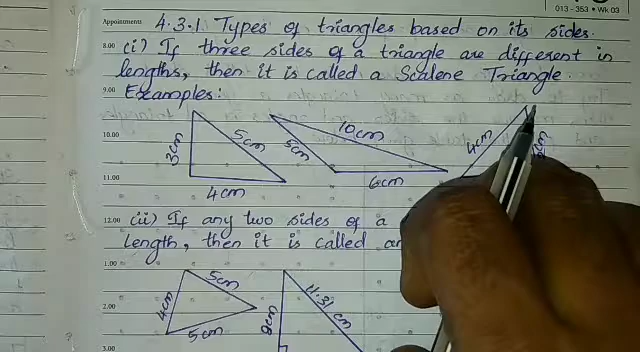 013 - 353 • Wk 03
Appointments
4.3.1 Types of triangles based on its sides.
8.00 (i) If three sides of a triangle are different in
lengths, then it is called a Scalene Triangle.
9.00 Examples:
10.00 3cm 5cm 5cm 10cm 4cm
11.00 4cm 6cm
12.00 (ii) If any two sides of a
length, then it is called an
1.00
4cm 5cm 5cm 8cm 11.31 cm
2.00
3.00